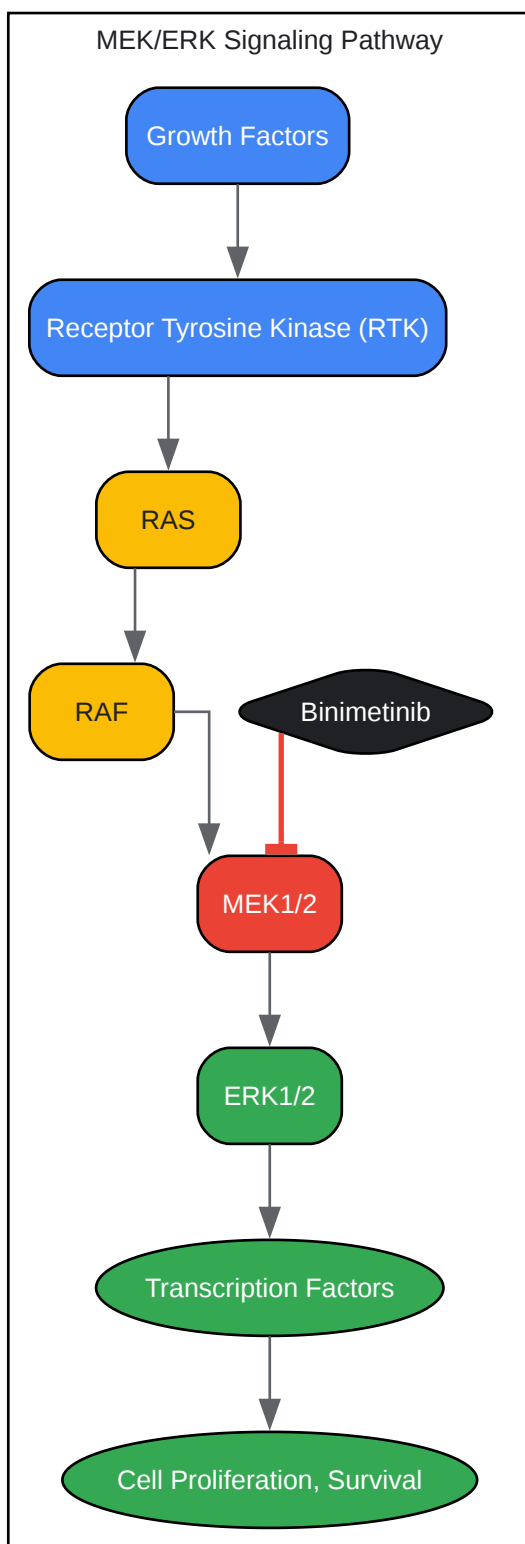 MEK/ERK Signaling Pathway
Growth Factors
Receptor Tyrosine Kinase (RTK)
RAS
RAF
Binimetinib
MEK1/2
ERK1/2
Transcription Factors
Cell Proliferation, Survival